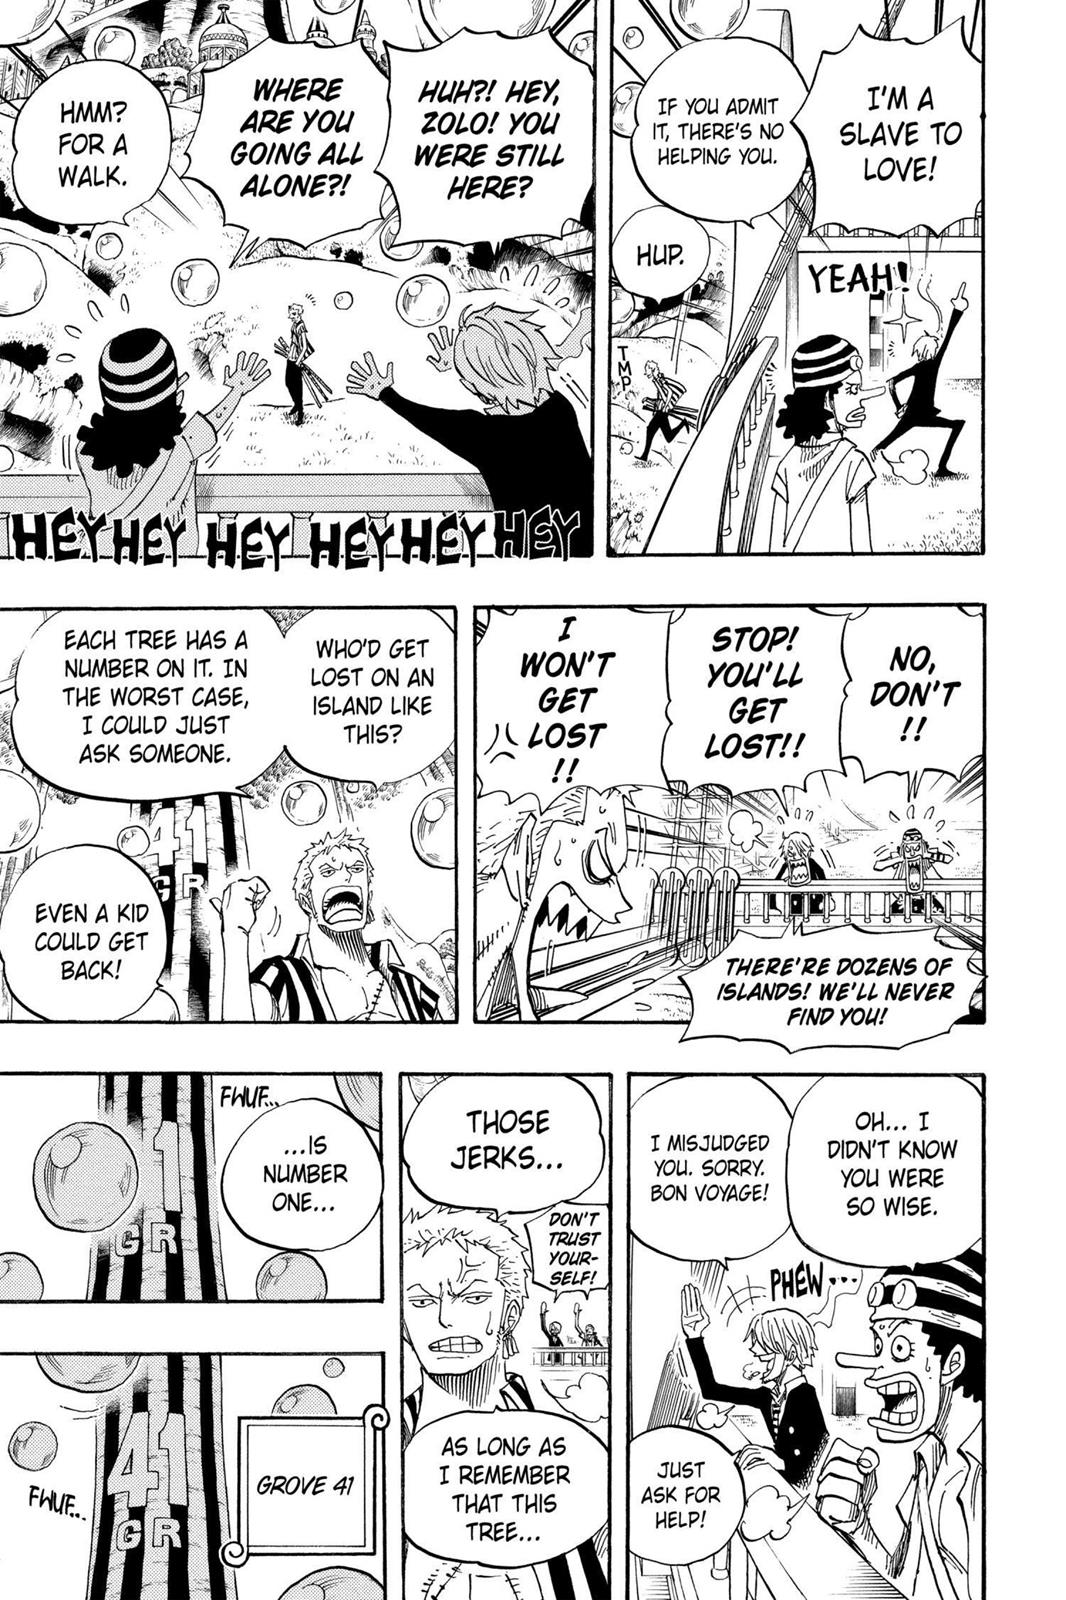 I'M A
SLAVE TO
LOVE!
IF YOU ADMIT
IT, THERE'S NO
HELPING YOU.
YEAH!
HUP.
TMP
HUH?! HEY,
ZOLO! YOU
WERE STILL
HERE?
WHERE
ARE YOU
GOING ALL
ALONE?!
HMM?
FOR A
WALK.
HEY HEY HEY HEY HEY HEY
NO,
DON'T
!!
STOP!
YOU'LL
GET
LOST!!
I
WON'T
GET
LOST
!!
THERE'RE DOZENS OF
ISLANDS! WE'LL NEVER
FIND YOU!
WHO'D GET
LOST ON AN
ISLAND LIKE
THIS?
EACH TREE HAS A
NUMBER ON IT. IN
THE WORST CASE,
I COULD JUST
ASK SOMEONE.
41
GR
EVEN A KID
COULD GET
BACK!
OH... I
DIDN'T KNOW
YOU WERE
SO WISE.
I MISJUDGED
YOU. SORRY.
BON VOYAGE!
PHEW...
JUST
ASK FOR
HELP!
THOSE
JERKS...
DON'T
TRUST
YOUR-
SELF!
AS LONG AS
I REMEMBER
THAT THIS
TREE...
FWUF...
...IS
NUMBER
ONE...
1
GR
GROVE 41
41
GR
FWUF...